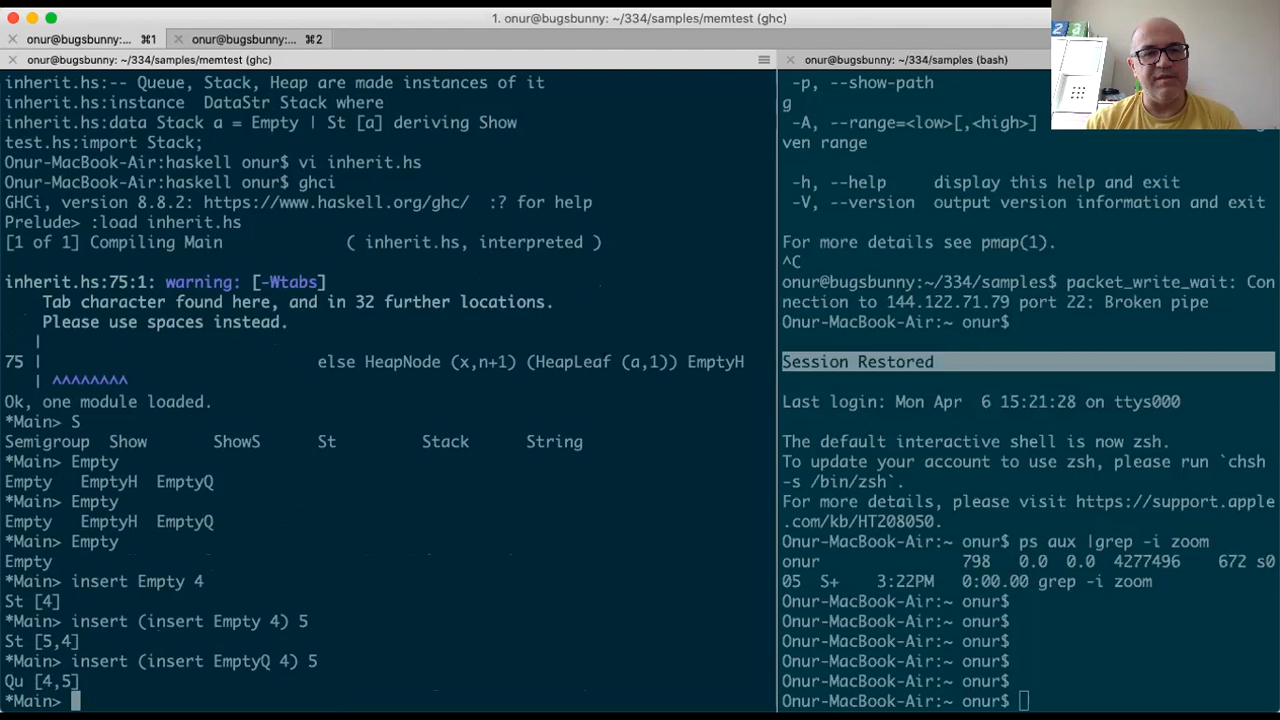 1. onur@bugsbunny: ~/334/samples/memtest (ghc)
onur@bugsbunny:... ⌘1
onur@bugsbunny:... ⌘2
onur@bugsbunny: ~/334/samples/memtest (ghc)
inherit.hs:-- Queue, Stack, Heap are made instances of it
inherit.hs:instance  DataStr Stack where
inherit.hs:data Stack a = Empty | St [a] deriving Show
test.hs:import Stack;
Onur-MacBook-Air:haskell onur$ vi inherit.hs
Onur-MacBook-Air:haskell onur$ ghci
GHCi, version 8.8.2: https://www.haskell.org/ghc/  :? for help
Prelude> :load inherit.hs
[1 of 1] Compiling Main             ( inherit.hs, interpreted )
inherit.hs:75:1: warning: [-Wtabs]
    Tab character found here, and in 32 further locations.
    Please use spaces instead.
   |
75 |                             else HeapNode (x,n+1) (HeapLeaf (a,1)) EmptyH
   | ^^^^^^^^
Ok, one module loaded.
*Main> S
Semigroup  Show       ShowS      St         Stack      String
*Main> Empty
Empty   EmptyH  EmptyQ
*Main> Empty
Empty   EmptyH  EmptyQ
*Main> Empty
Empty
*Main> insert Empty 4
St [4]
*Main> insert (insert Empty 4) 5
St [5,4]
*Main> insert (insert EmptyQ 4) 5
Qu [4,5]
*Main>
onur@bugsbunny: ~/334/samples (bash)
 -p, --show-path
g
 -A, --range=<low>[,<high>]
ven range
 -h, --help    display this help and exit
 -V, --version  output version information and exit
For more details see pmap(1).
^C
onur@bugsbunny:~/334/samples$ packet_write_wait: Con
nection to 144.122.71.79 port 22: Broken pipe
Onur-MacBook-Air:~ onur$
Session Restored
Last login: Mon Apr  6 15:21:28 on ttys000
The default interactive shell is now zsh.
To update your account to use zsh, please run `chsh
-s /bin/zsh`.
For more details, please visit https://support.apple
.com/kb/HT208050.
Onur-MacBook-Air:~ onur$ ps aux |grep -i zoom
onur               798   0.0  0.0  4277496    672 s0
05  S+    3:22PM   0:00.00 grep -i zoom
Onur-MacBook-Air:~ onur$
Onur-MacBook-Air:~ onur$
Onur-MacBook-Air:~ onur$
Onur-MacBook-Air:~ onur$
Onur-MacBook-Air:~ onur$
Onur-MacBook-Air:~ onur$